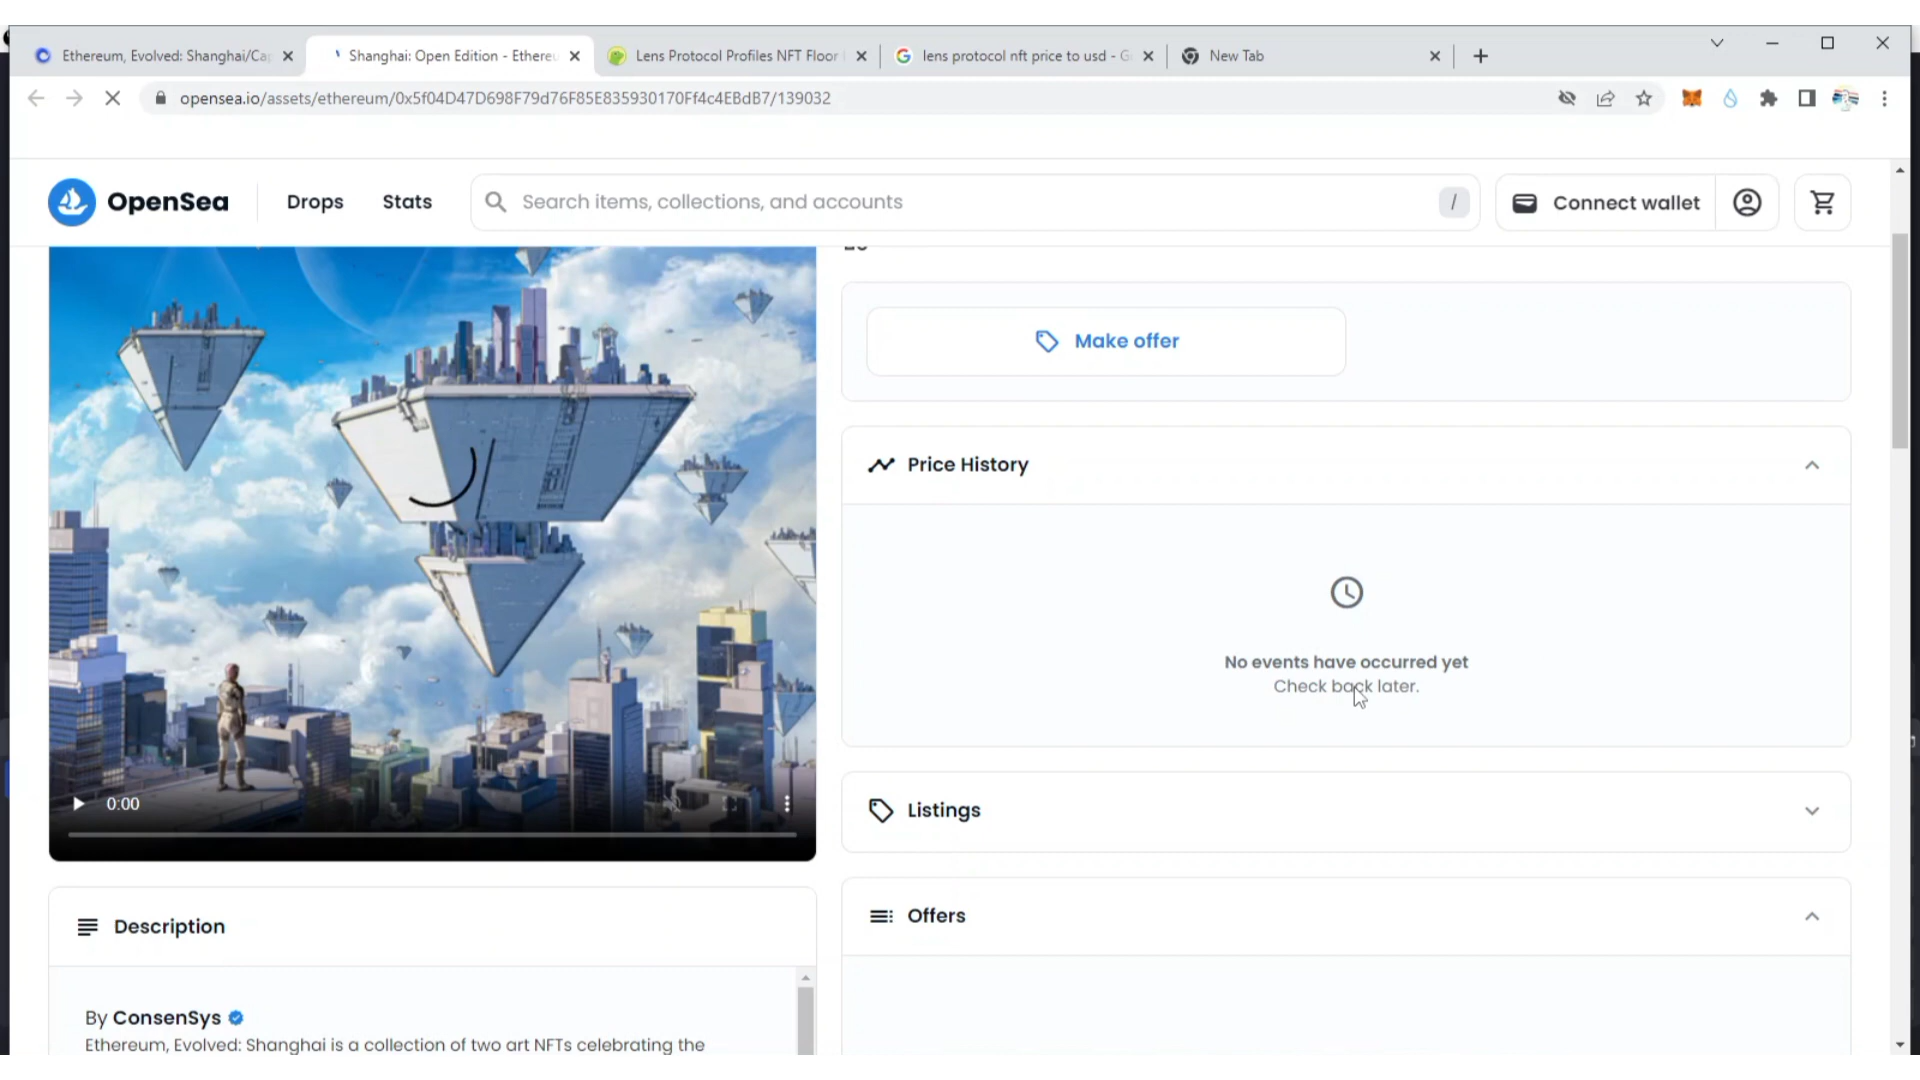 Ethereum, Evolved: Shanghai/Cap
Shanghai: Open Edition - Ethereu
Lens Protocol Profiles NFT Floor
lens protocol nft price to usd - G
New Tab
opensea.io/assets/ethereum/0x5f04D47D698F79d76F85E835930170Ff4c4EBdB7/139032
OpenSea
Drops
Stats
Search items, collections, and accounts
/
Connect wallet
Make offer
Price History
No events have occurred yet
Check back later.
0:00
Listings
Description
Offers
By ConsenSys
Ethereum, Evolved: Shanghai is a collection of two art NFTs celebrating the